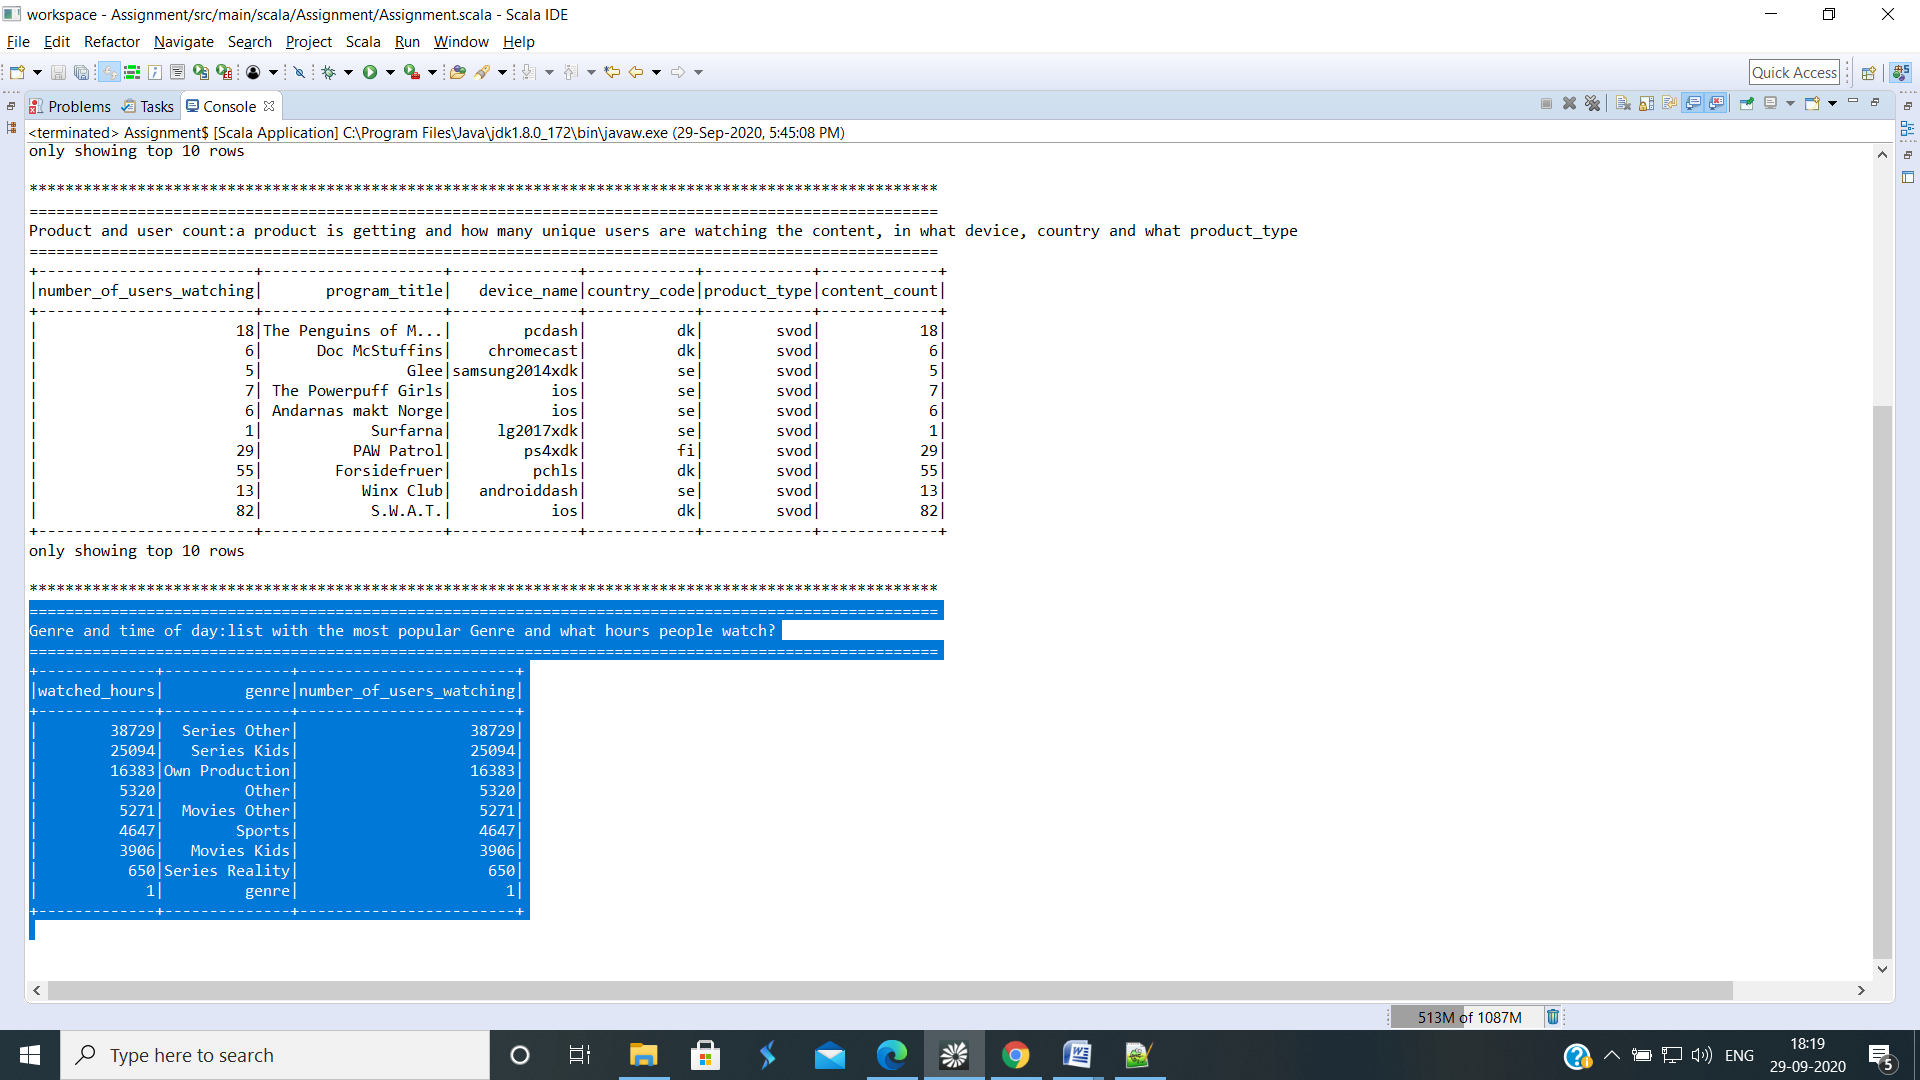 workspace - Assignment/src/main/scala/Assignment/Assignment.scala - Scala IDE
File Edit Refactor Navigate Search Project Scala Run Window Help
Quick Access
Problems Tasks Console
<terminated> Assignment$ [Scala Application] C:\Program Files\Java\jdk1.8.0_172\bin\javaw.exe (29-Sep-2020, 5:45:08 PM)
only showing top 10 rows
*****************************************************************************************************
=====================================================================================================
Product and user count:a product is getting and how many unique users are watching the content, in what device, country and what product_type
=====================================================================================================
+------------------------+--------------------+-------------+------------+------------+-------------+
|number_of_users_watching|       program_title|  device_name|country_code|product_type|content_count|
+------------------------+--------------------+-------------+------------+------------+-------------+
|                      18|The Penguins of M...|       pcdash|          dk|        svod|           18|
|                       6|      Doc McStuffins|   chromecast|          dk|        svod|            6|
|                       5|                Glee|samsung2014xdk|          se|        svod|            5|
|                       7| The Powerpuff Girls|          ios|          se|        svod|            7|
|                       6| Andarnas makt Norge|          ios|          se|        svod|            6|
|                       1|            Surfarna|    lg2017xdk|          se|        svod|            1|
|                      29|          PAW Patrol|       ps4xdk|          fi|        svod|           29|
|                      55|        Forsidefruer|        pchls|          dk|        svod|           55|
|                      13|           Winx Club|  androiddash|          se|        svod|           13|
|                      82|            S.W.A.T.|          ios|          dk|        svod|           82|
+------------------------+--------------------+-------------+------------+------------+-------------+
only showing top 10 rows
*****************************************************************************************************
=====================================================================================================
Genre and time of day:list with the most popular Genre and what hours people watch?
=====================================================================================================
+-------------+--------------+------------------------+
|watched_hours|         genre|number_of_users_watching|
+-------------+--------------+------------------------+
|        38729|  Series Other|                   38729|
|        25094|   Series Kids|                   25094|
|        16383|Own Production|                   16383|
|         5320|         Other|                    5320|
|         5271|  Movies Other|                    5271|
|         4647|        Sports|                    4647|
|         3906|   Movies Kids|                    3906|
|          650|Series Reality|                     650|
|            1|         genre|                       1|
+-------------+--------------+------------------------+
513M of 1087M
Type here to search
ENG
18:19
29-09-2020
5